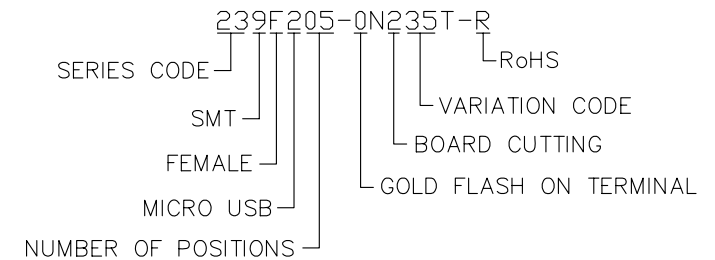 239F205-0N235T-R
RoHS
SERIES CODE
VARIATION CODE
SMT
BOARD CUTTING
FEMALE
GOLD FLASH ON TERMINAL
MICRO USB
NUMBER OF POSITIONS